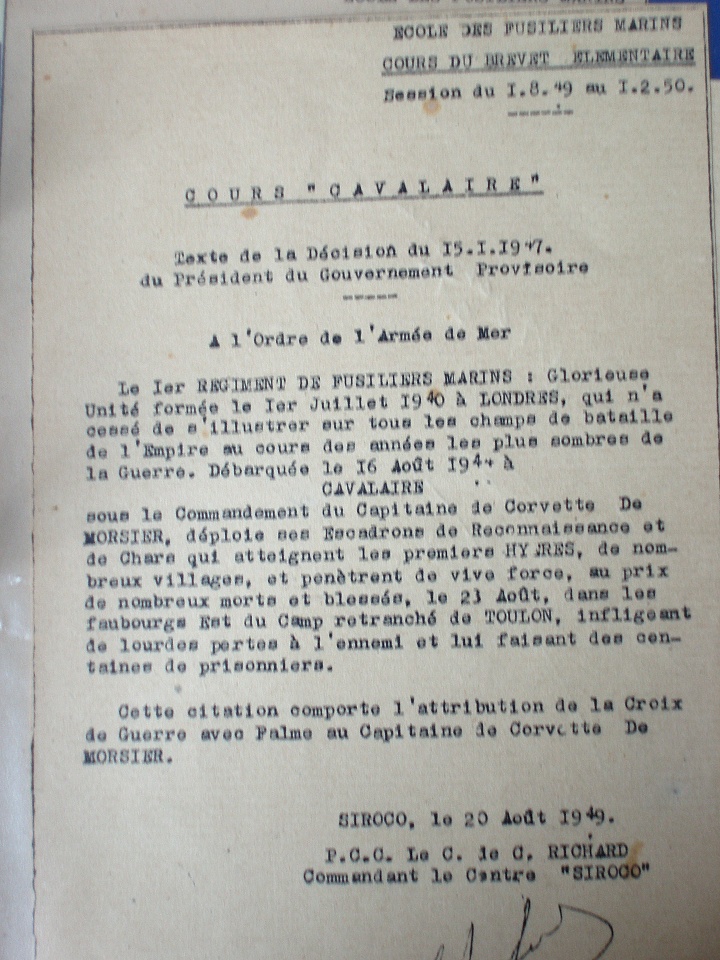 ECOLE DES FUSILIERS MARINS
COURS DU BREVET ELEMENTAIRE
Session du I.8.49 au I.2.50.
COURS "CAVALAIRE"
Texte de la Décision du 15.I.1947.
du Président du Gouvernement Provisoire
A l'Ordre de l'Armée de Mer
Le Ier REGIMENT DE FUSILIERS MARINS : Glorieuse
Unité formée le Ier Juillet 1940 à LONDRES, qui n'a
cessé de s'illustrer sur tous les champs de bataille
de l'Empire au cours des années les plus sombres de
la Guerre. Débarquée le 16 Août 1944 à
CAVALAIRE
sous le Commandement du Capitaine de Corvette De
MORSIER, déploie ses Escadrons de Reconnaissance et
de Chars qui atteignent les premiers HYERES, de nom-
breux villages, et penètrent de vive force, au prix
de nombreux morts et blessés, le 23 Août, dans les
faubourgs Est du Camp retranché de TOULON, infligeant
de lourdes pertes à l'ennemi et lui faisant des cen-
taines de prisonniers.
Cette citation comporte l'attribution de la Croix
de Guerre avec Palme au Capitaine de Corvette De
MORSIER.
SIROCO, le 20 Août 1949.
P.C.C. Le C. de C. RICHARD
Commandant le Centre "SIROCO"